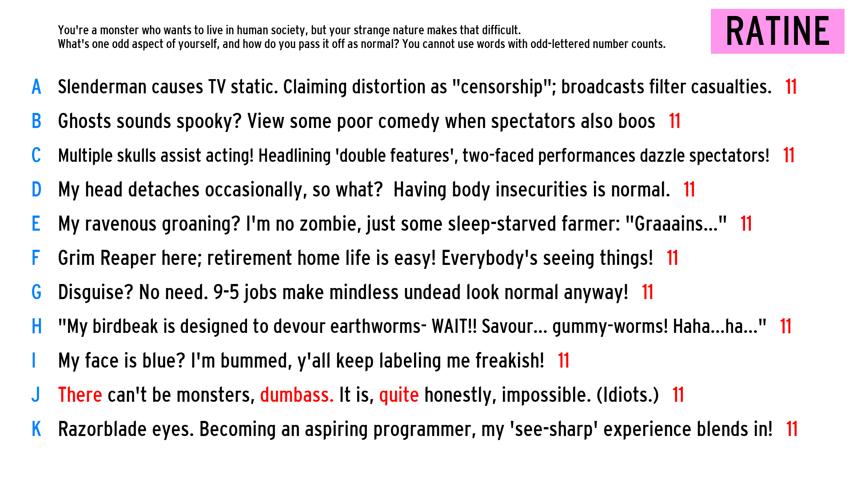 You're a monster who wants to live in human society, but your strange nature makes that difficult.
What's one odd aspect of yourself, and how do you pass it off as normal? You cannot use words with odd-lettered number counts.
RATINE
A Slenderman causes TV static. Claiming distortion as "censorship"; broadcasts filter casualties. 11
B Ghosts sounds spooky? View some poor comedy when spectators also boos 11
C Multiple skulls assist acting! Headlining 'double features', two-faced performances dazzle spectators! 11
D My head detaches occasionally, so what? Having body insecurities is normal. 11
E My ravenous groaning? I'm no zombie, just some sleep-starved farmer: "Graaains..." 11
F Grim Reaper here; retirement home life is easy! Everybody's seeing things! 11
G Disguise? No need. 9-5 jobs make mindless undead look normal anyway! 11
H "My birdbeak is designed to devour earthworms- WAIT!! Savour... gummy-worms! Haha...ha..." 11
I My face is blue? I'm bummed, y'all keep labeling me freakish! 11
J There can't be monsters, dumbass. It is, quite honestly, impossible. (Idiots.) 11
K Razorblade eyes. Becoming an aspiring programmer, my 'see-sharp' experience blends in! 11